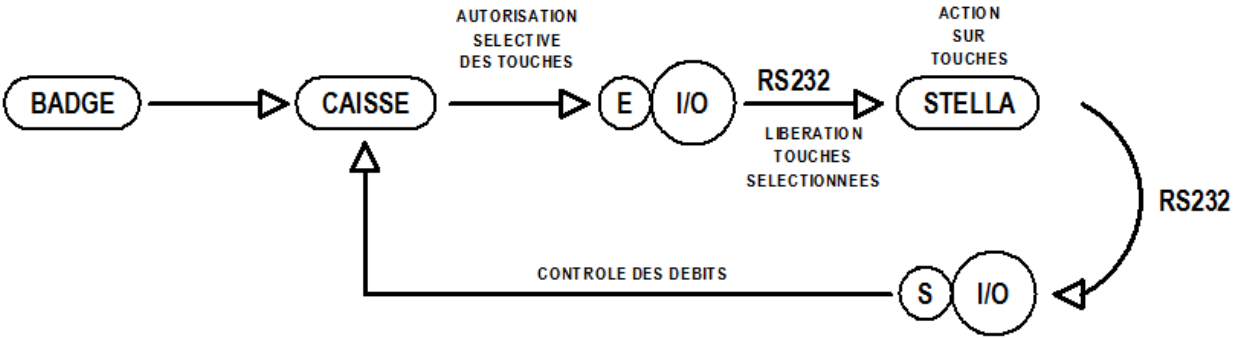 BADGE
CAISSE
AUTORISATION
SELECTIVE
DES TOUCHES
E
I/O
RS232
LIBERATION
TOUCHES
SELECTIONNEES
ACTION
SUR
TOUCHES
STELLA
RS232
CONTROLE DES DEBITS
S
I/O